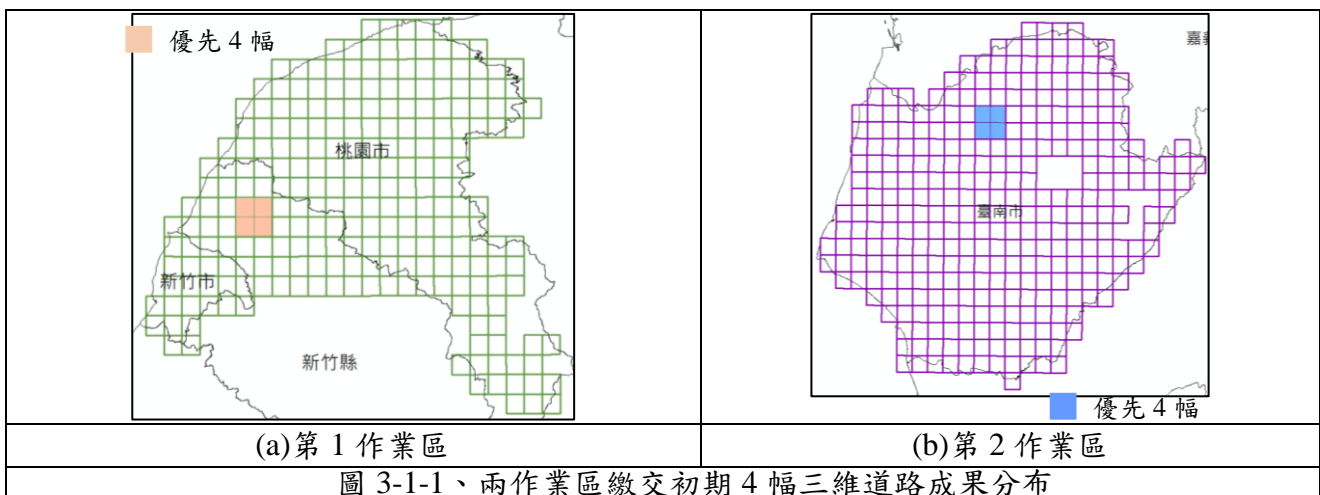 優先 4 幅
桃園市
新竹市
新竹縣
嘉義
臺南市
優先 4 幅
(a)第 1 作業區
(b)第 2 作業區
圖 3-1-1、兩作業區繳交初期 4 幅三維道路成果分布